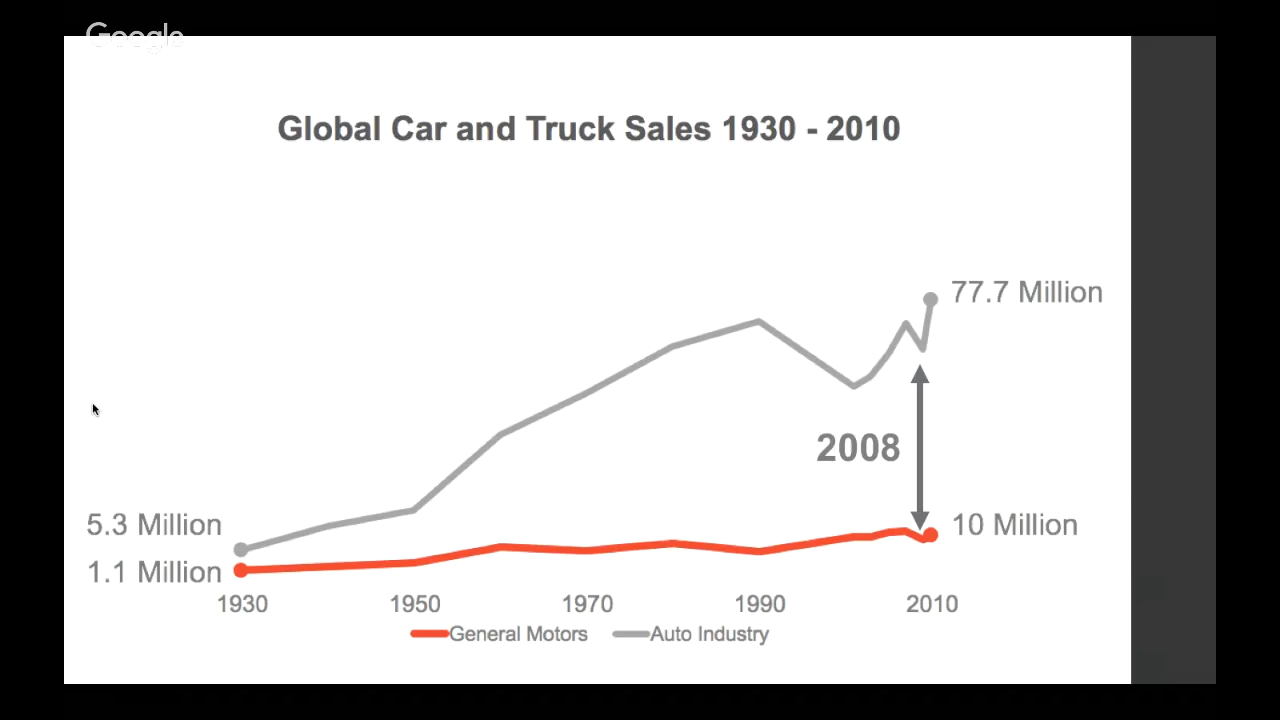 Google
Global Car and Truck Sales 1930 - 2010
77.7 Million
2008
5.3 Million
10 Million
1.1 Million
1930 1950 1970 1990 2010
General Motors Auto Industry